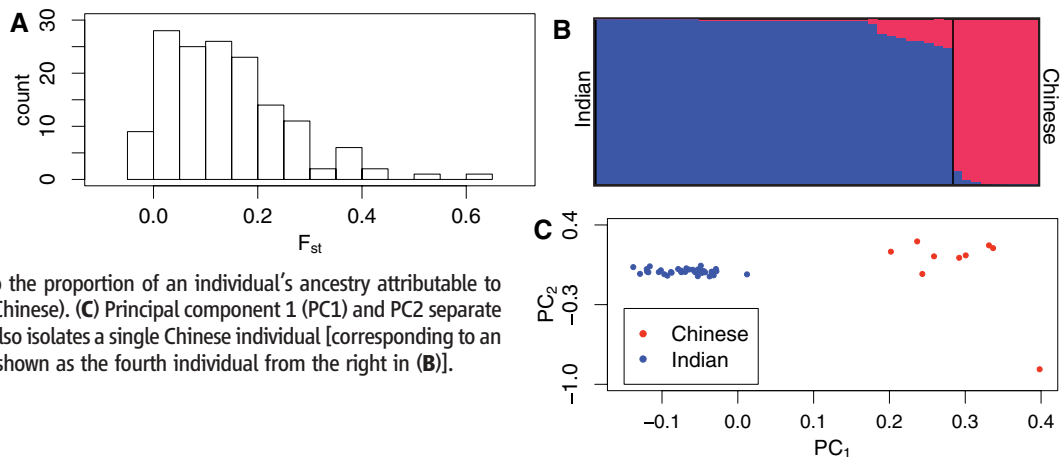 A
30
20
10
0
count
0.0 0.2 0.4 0.6
Fst
B
Indian
Chinese
o the proportion of an individual's ancestry attributable to
Chinese). (C) Principal component 1 (PC1) and PC2 separate
lso isolates a single Chinese individual [corresponding to an
shown as the fourth individual from the right in (B)].
C
0.4
−0.3
−1.0
PC2
Chinese
Indian
−0.1 0.0 0.1 0.2 0.3 0.4
PC1